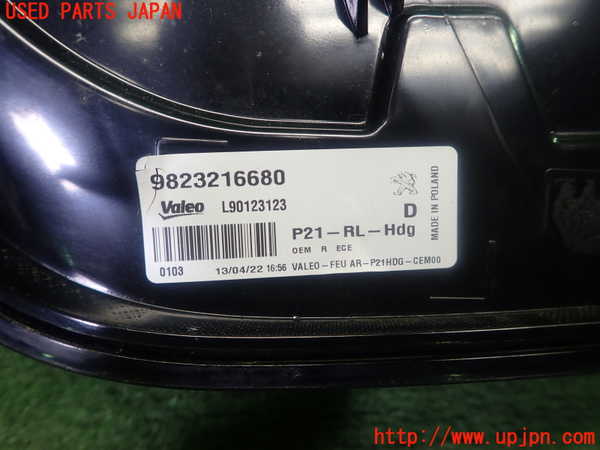 USED PARTS JAPAN
9823216680
Valeo L90123123
D
MADE IN POLAND
P21-RL-Hdg
OEM R ECE
0103 13/04/22 16:56 VALEO-FEU AR-P21HDG-CEM00
http://www.upjpn.com/